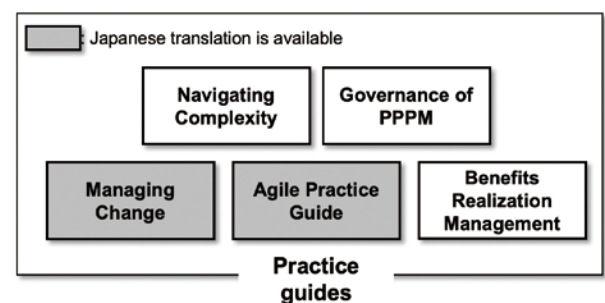 : Japanese translation is available
Navigating
Complexity
Governance of
PPPM
Managing
Change
Agile Practice
Guide
Benefits
Realization
Management
Practice
guides